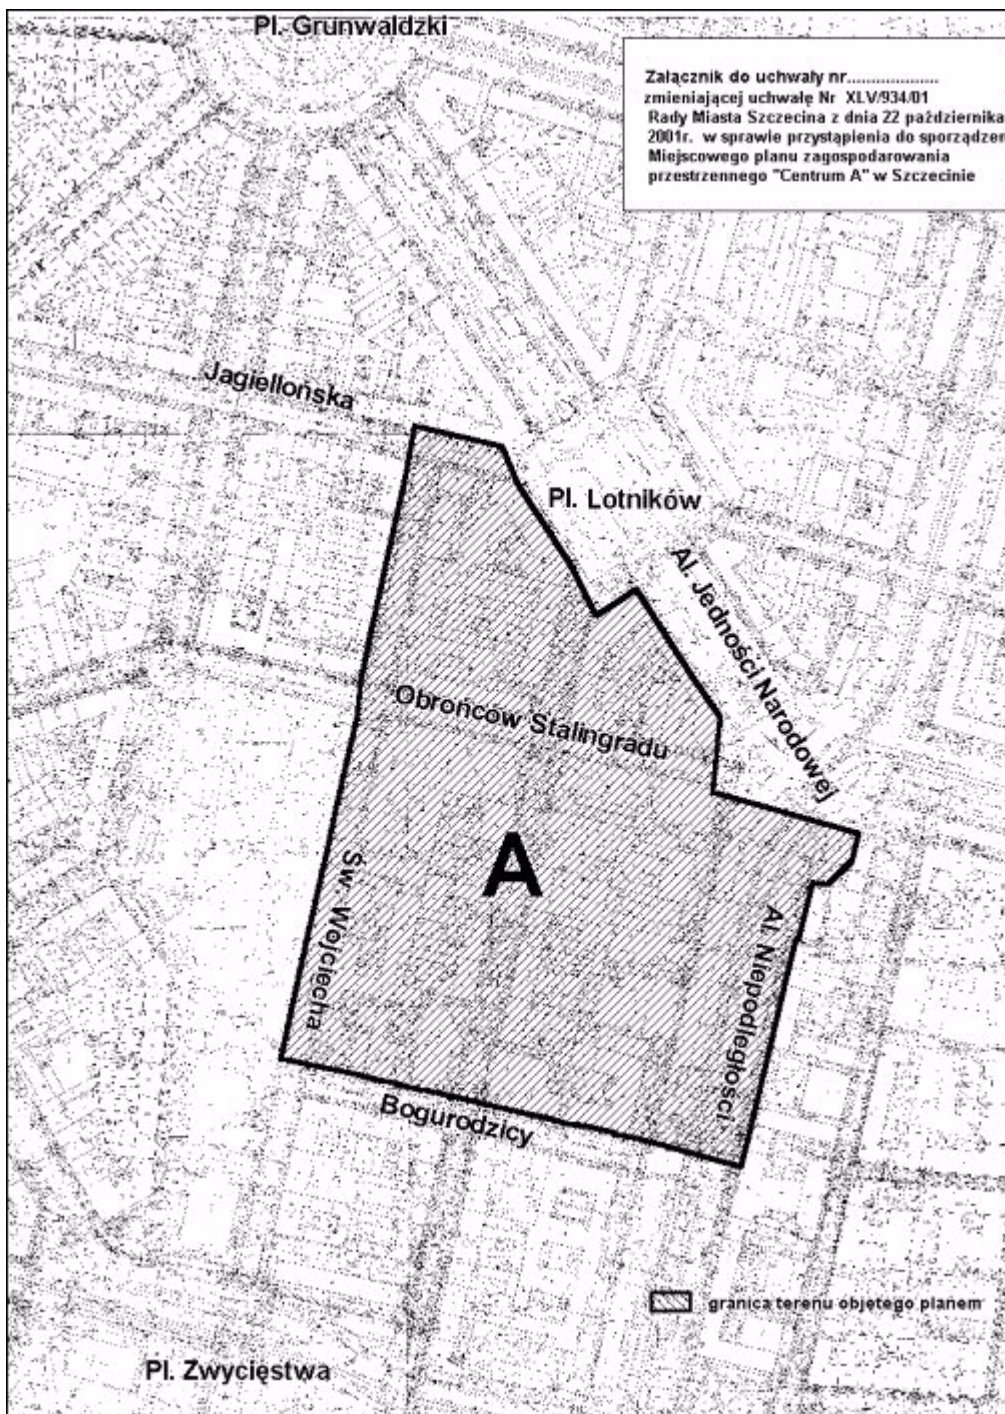 Pl. Grunwaldzki
Załącznik do uchwały nr....................
zmieniającej uchwałę Nr XLV/934/01
Rady Miasta Szczecina z dnia 22 października
2001r. w sprawie przystąpienia do sporządzen
Miejscowego planu zagospodarowania
przestrzennego "Centrum A" w Szczecinie
Jagiellońska
Pl. Lotników
Al. Jedności Narodowej
Obrońców Stalingradu
A
Św. Wojciecha
Al. Niepodległości
Bogurodzicy
granica terenu objętego planem
Pl. Zwycięstwa